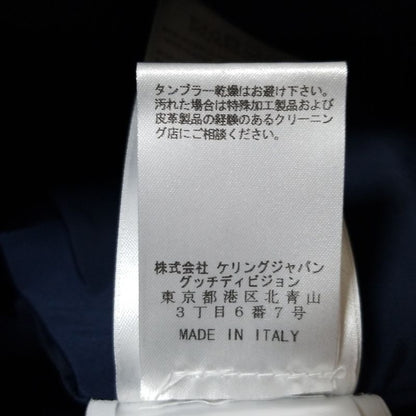 タンブラー乾燥はお避け下さい。
汚れた場合は特殊加工製品および
皮革製品の経験のあるクリーニン
グ店にご相談ください。
株式会社 ケリングジャパン
グッチディビジョン
東京都港区北青山
3丁目6番7号
MADE IN ITALY